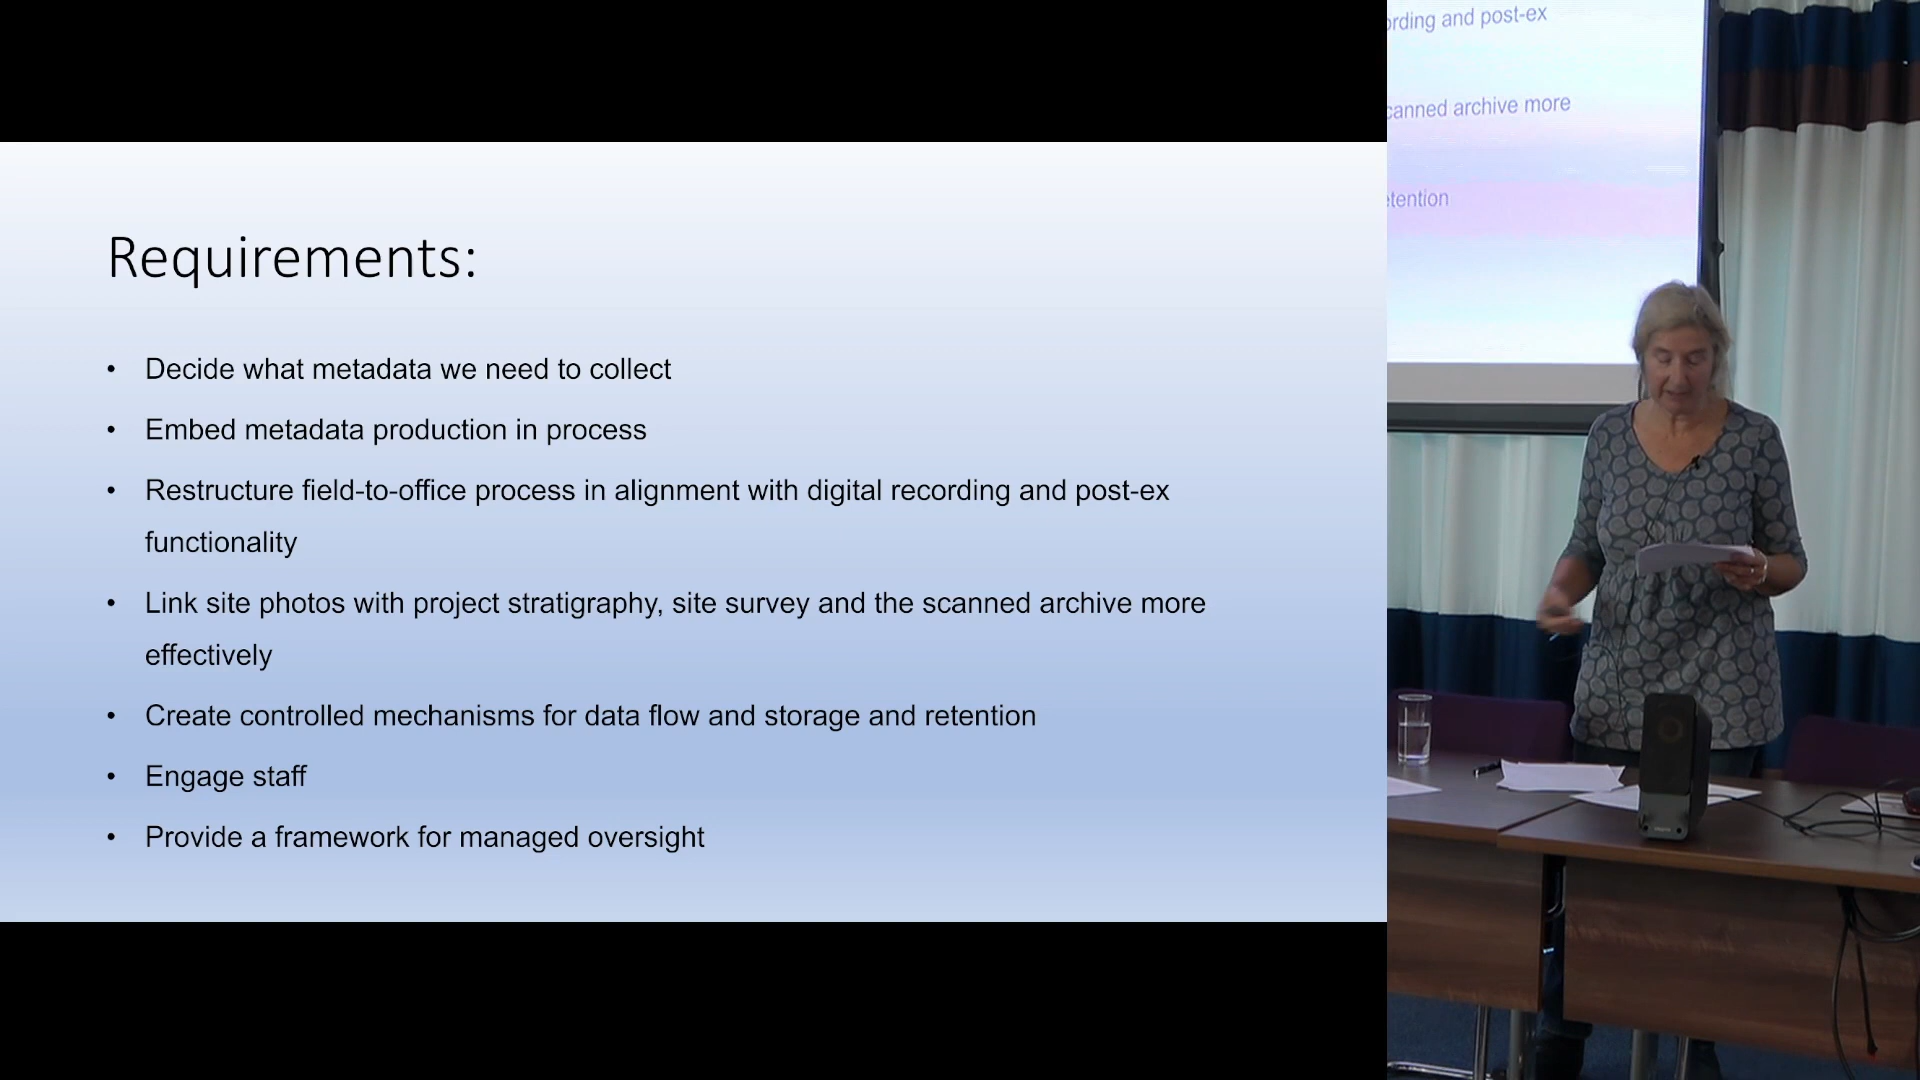 Requirements:
• Decide what metadata we need to collect
• Embed metadata production in process
• Restructure field-to-office process in alignment with digital recording and post-ex
functionality
• Link site photos with project stratigraphy, site survey and the scanned archive more
effectively
• Create controlled mechanisms for data flow and storage and retention
• Engage staff
• Provide a framework for managed oversight
ording and post-ex
canned archive more
etention